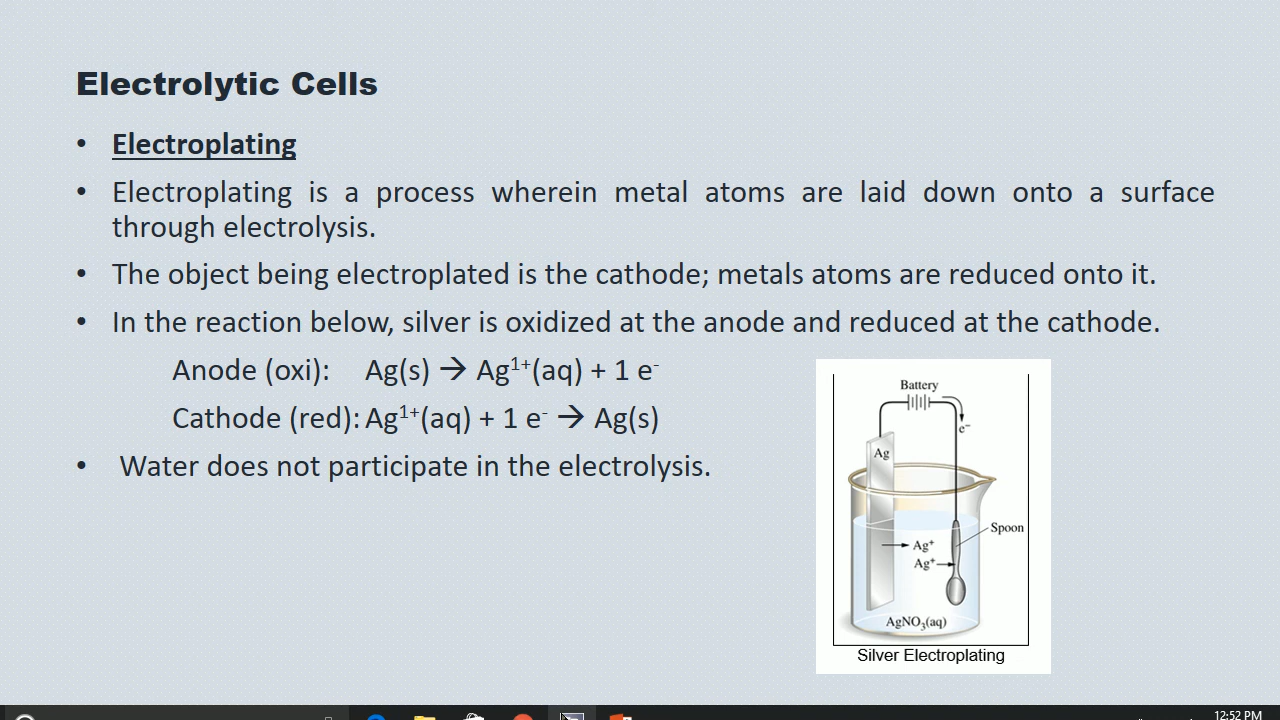 Electrolytic Cells
• Electroplating
• Electroplating is a process wherein metal atoms are laid down onto a surface
through electrolysis.
• The object being electroplated is the cathode; metals atoms are reduced onto it.
• In the reaction below, silver is oxidized at the anode and reduced at the cathode.
Anode (oxi): Ag(s) → Ag¹⁺(aq) + 1 e⁻
Cathode (red): Ag¹⁺(aq) + 1 e⁻ → Ag(s)
• Water does not participate in the electrolysis.
Battery
e⁻
Ag
Spoon
Ag⁺
Ag⁺
AgNO₃(aq)
Silver Electroplating
12:52 PM